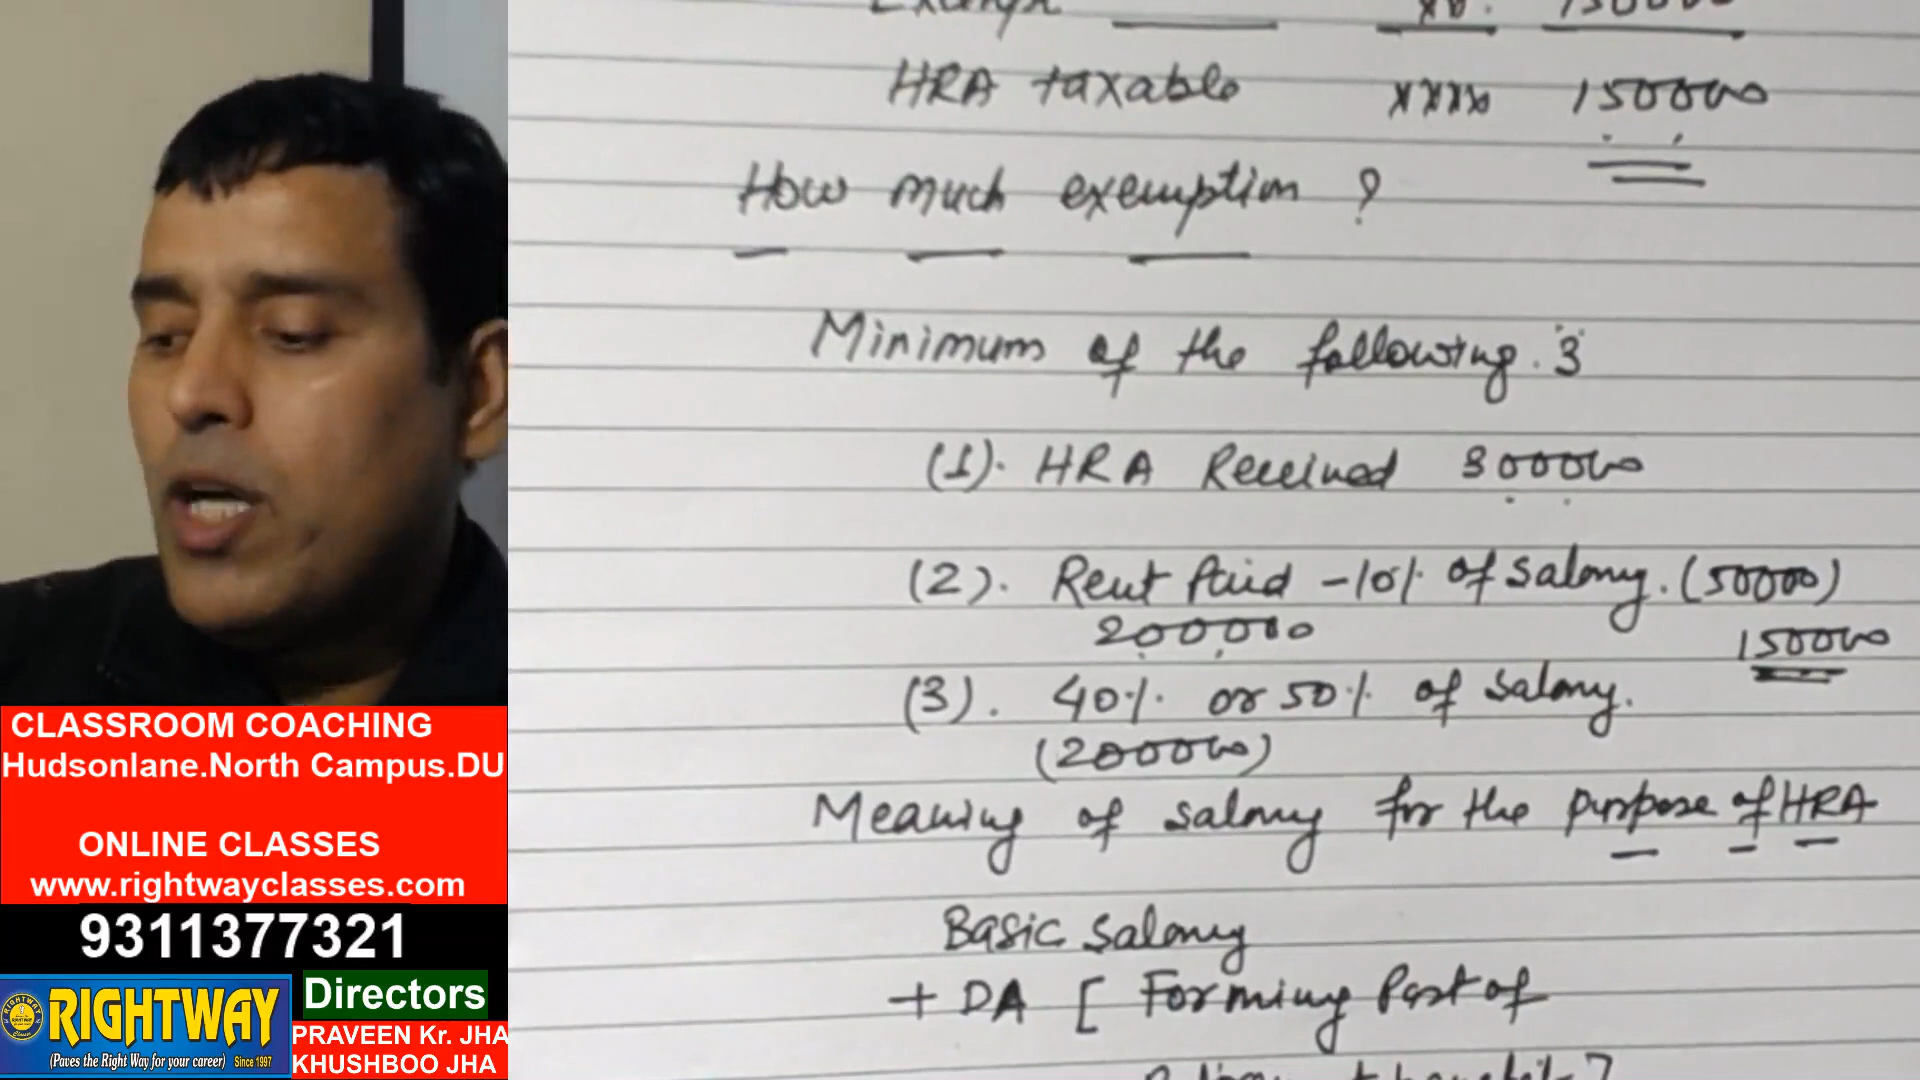 Exempt xx. 150000
HRA taxable xxxx 150000
How much exemption ?
Minimum of the following. 3
(1). HRA Received 300000
(2). Rent Paid -10% of Salary. (50000)
200000 150000
(3). 40% or 50% of Salary.
(200000)
Meaning of salary for the purpose of HRA
Basic Salary
+ DA [ Forming Part of
CLASSROOM COACHING
Hudsonlane.North Campus.DU
ONLINE CLASSES
www.rightwayclasses.com
9311377321
RIGHTWAY
(Paves the Right Way for your career) Since 1997
Directors
PRAVEEN Kr. JHA
KHUSHBOO JHA